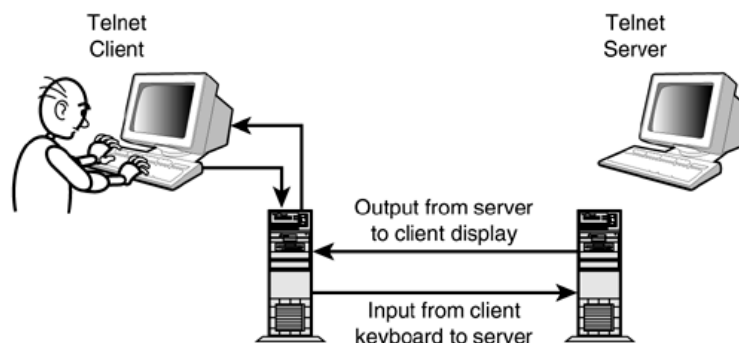 Telnet
Client
Telnet
Server
Output from server
to client display
Input from client
keyboard to server